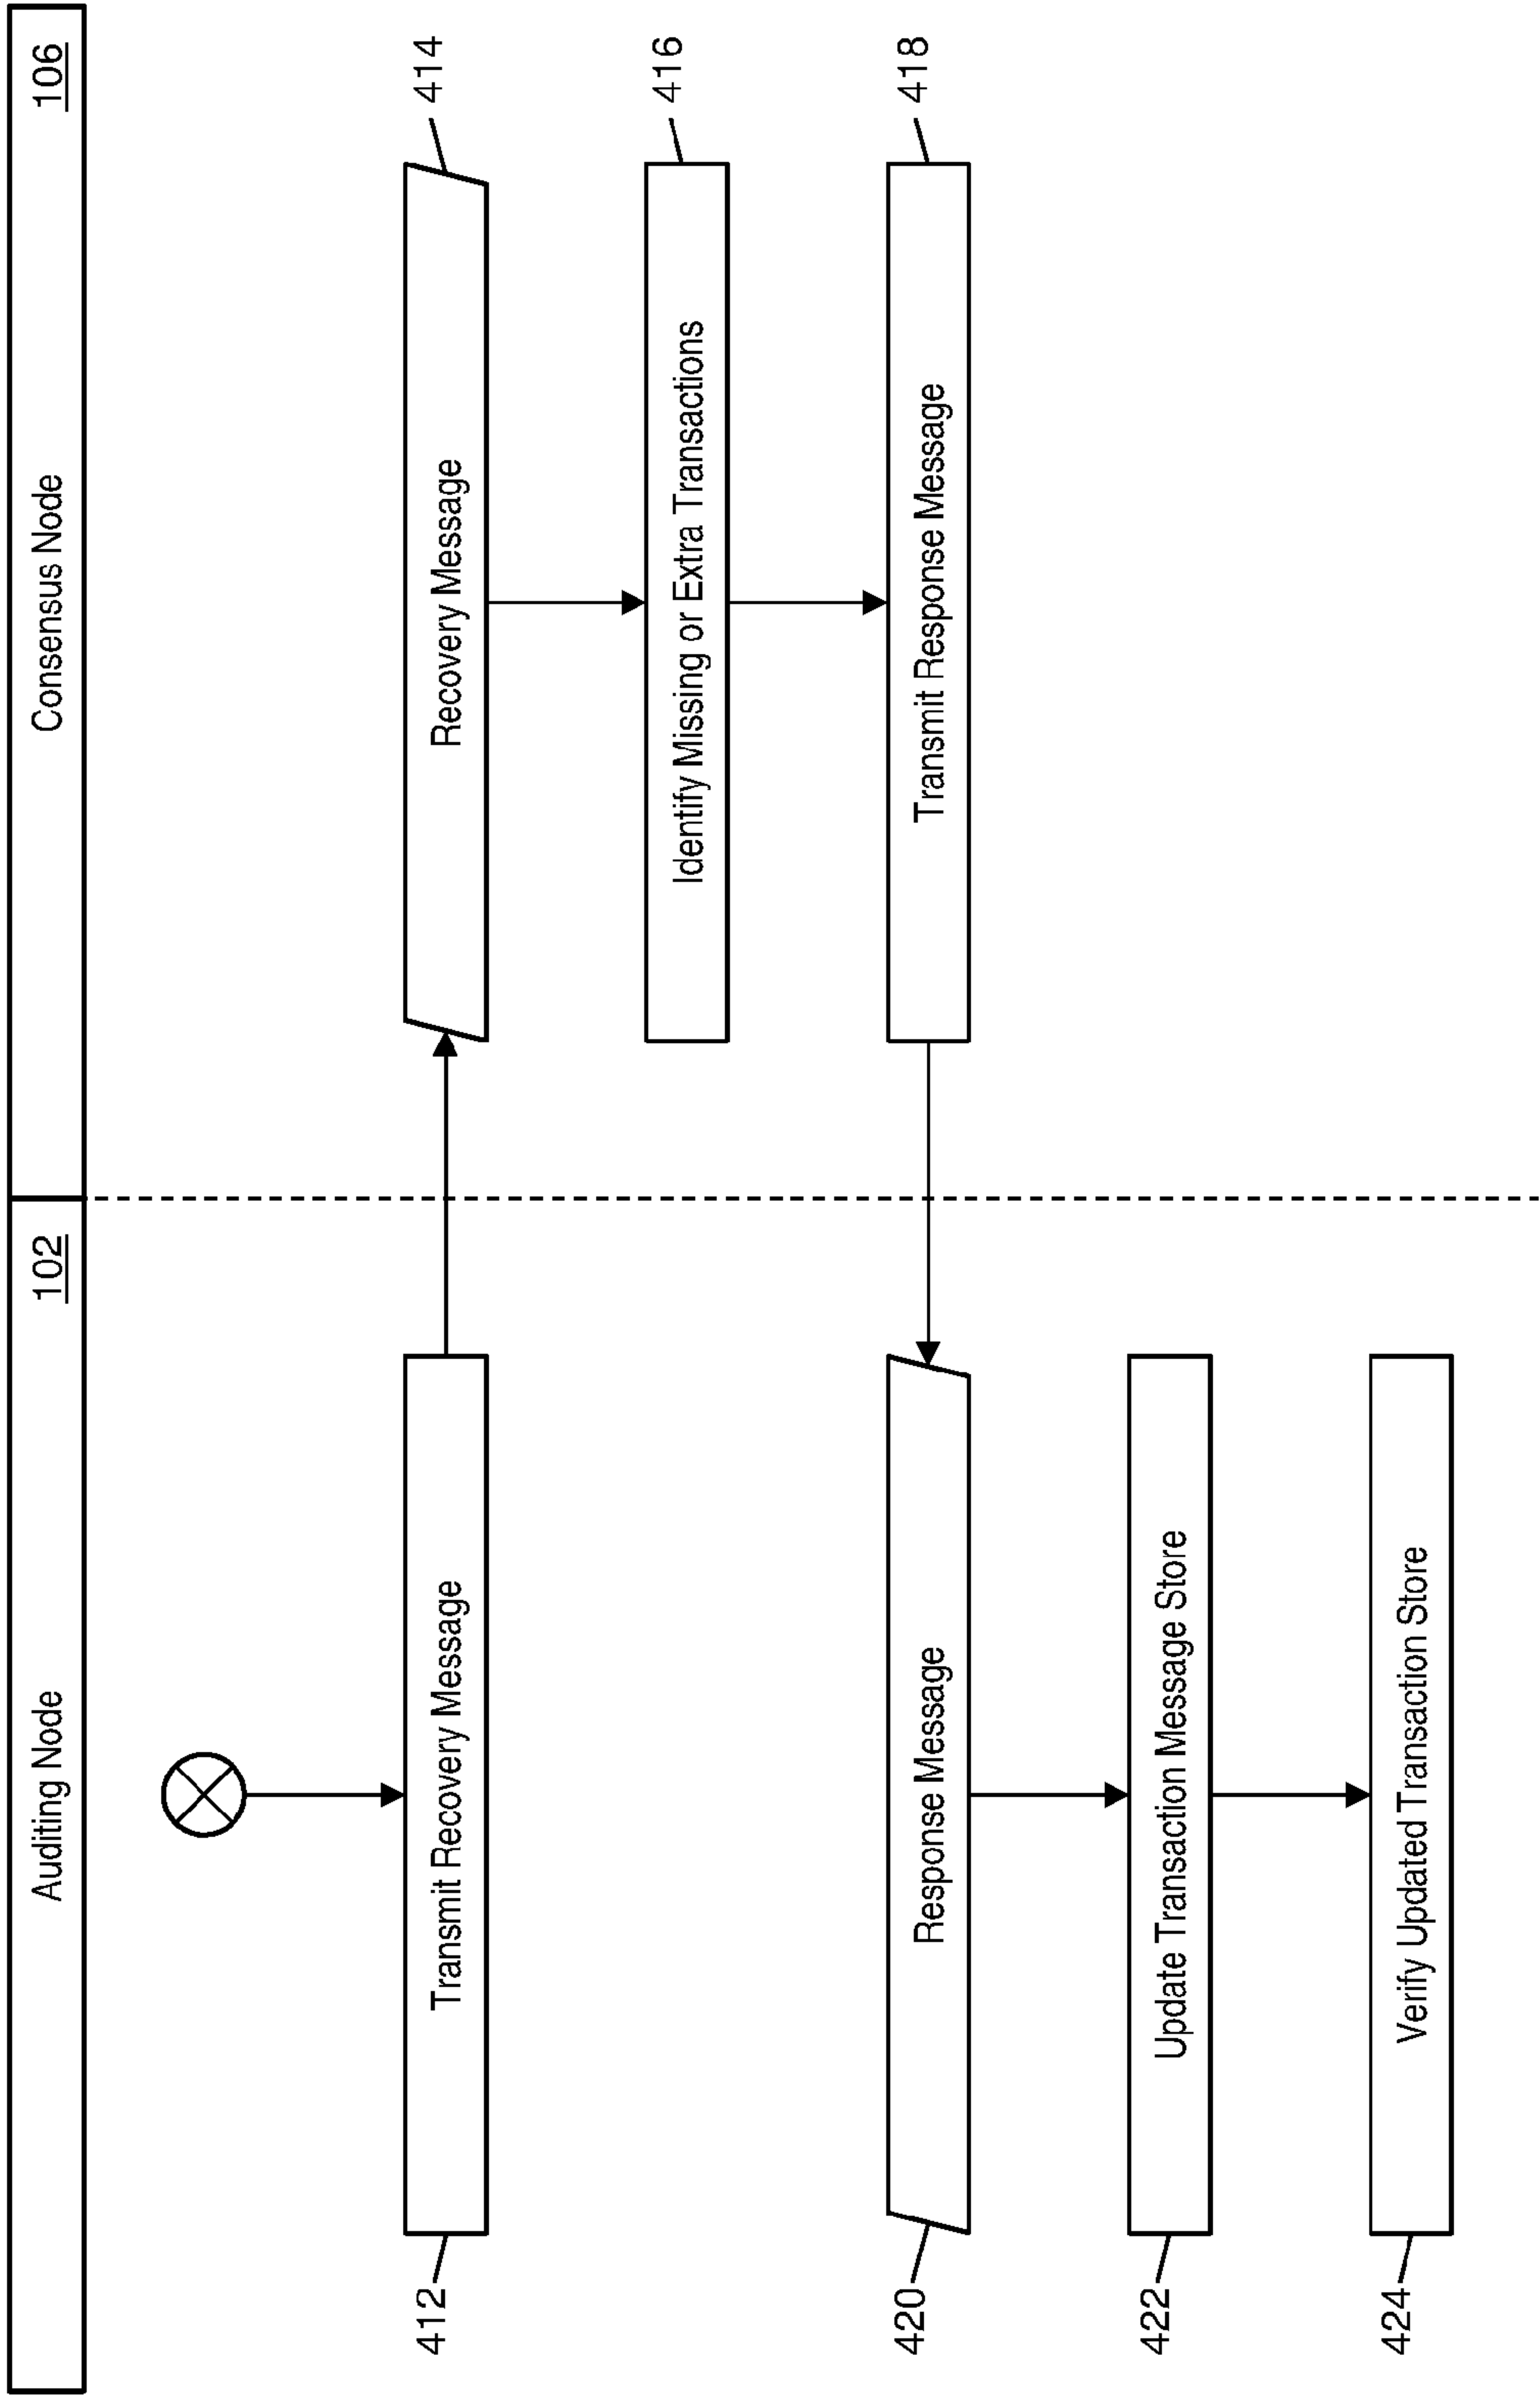 Auditing Node 102
Consensus Node 106
412
Transmit Recovery Message
Recovery Message
414
Identify Missing or Extra Transactions
416
420
Response Message
Transmit Response Message
418
422
Update Transaction Message Store
424
Verify Updated Transaction Store